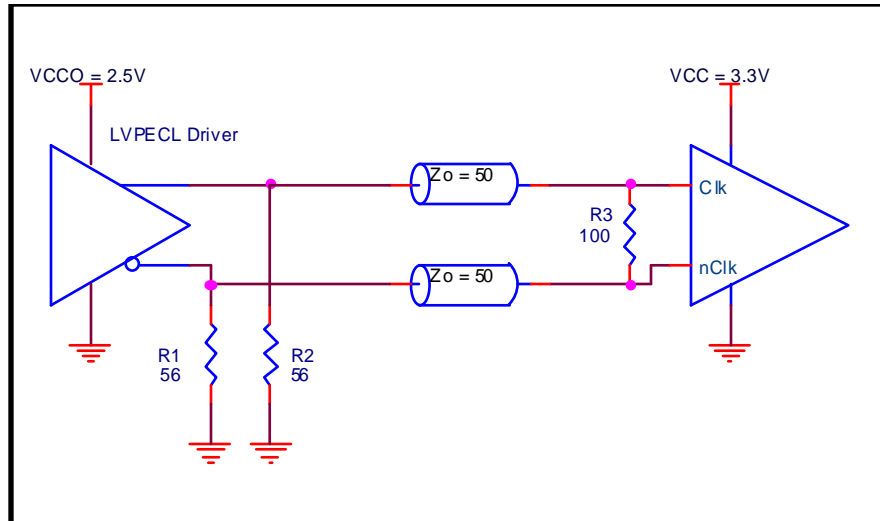 VCCO = 2.5V
VCC = 3.3V
LVPECL Driver
Zo = 50
Clk
R3
100
nClk
Zo = 50
R1
56
R2
56